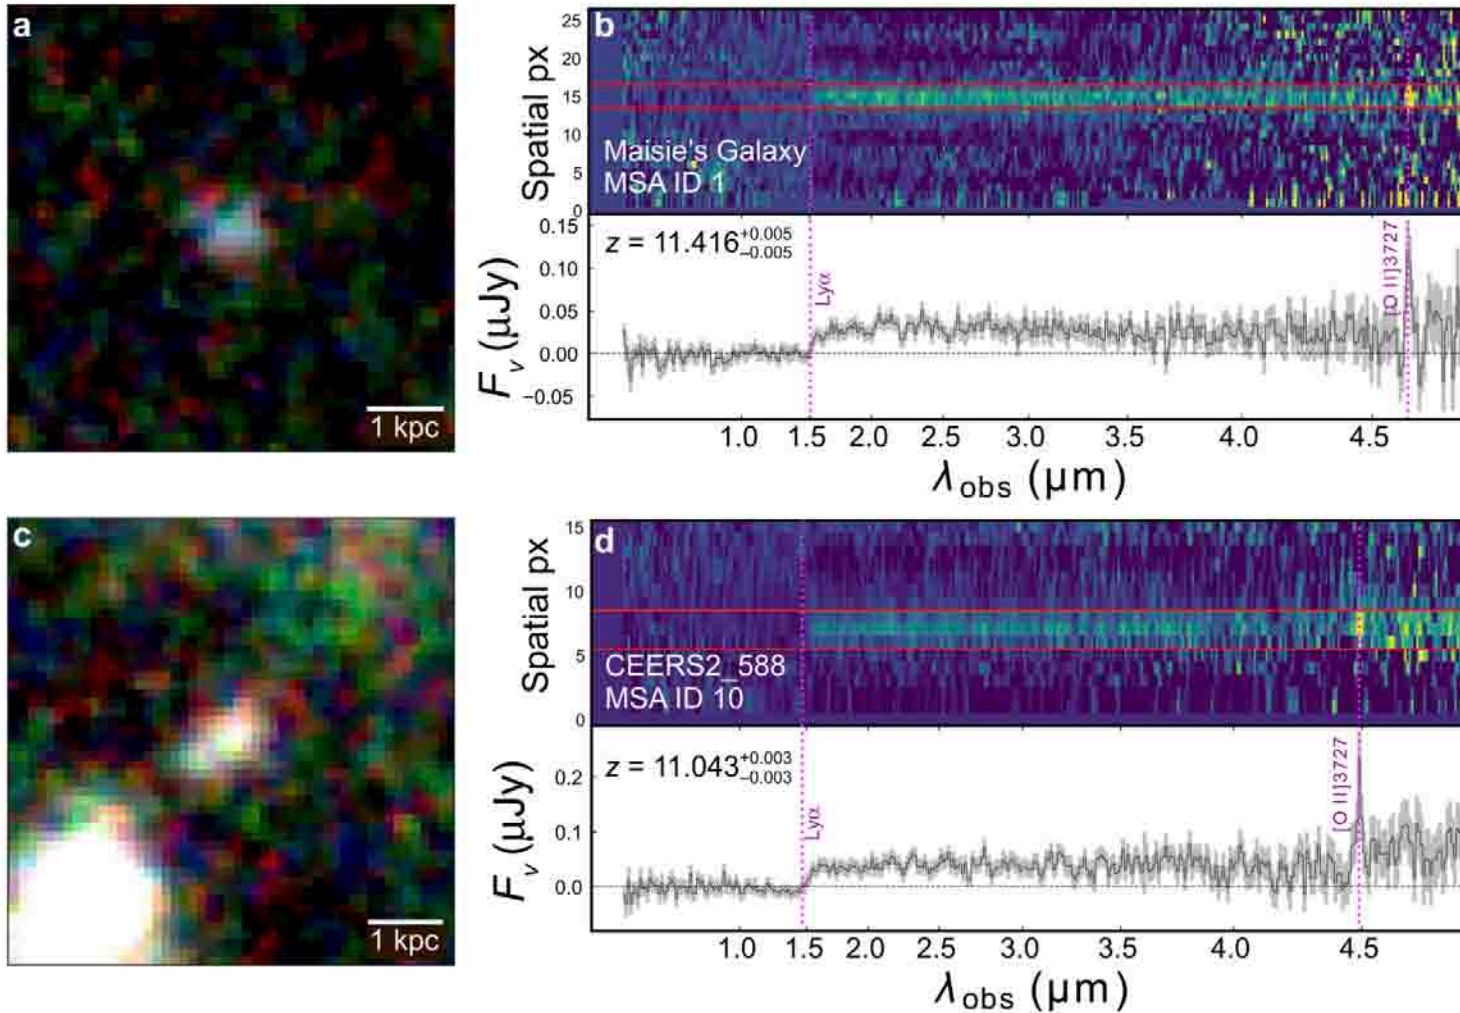 a
1 kpc
b
Spatial px
25
20
15
10
5
0
Maisie's Galaxy
MSA ID 1
F_ν (μJy)
0.15
0.10
0.05
0.00
−0.05
z = 11.416 +0.005 −0.005
Lyα
[O II]3727
1.0 1.5 2.0 2.5 3.0 3.5 4.0 4.5
λobs (μm)
c
1 kpc
d
Spatial px
15
10
5
0
CEERS2_588
MSA ID 10
F_ν (μJy)
0.2
0.1
0.0
z = 11.043 +0.003 −0.003
Lyα
[O II]3727
1.0 1.5 2.0 2.5 3.0 3.5 4.0 4.5
λobs (μm)